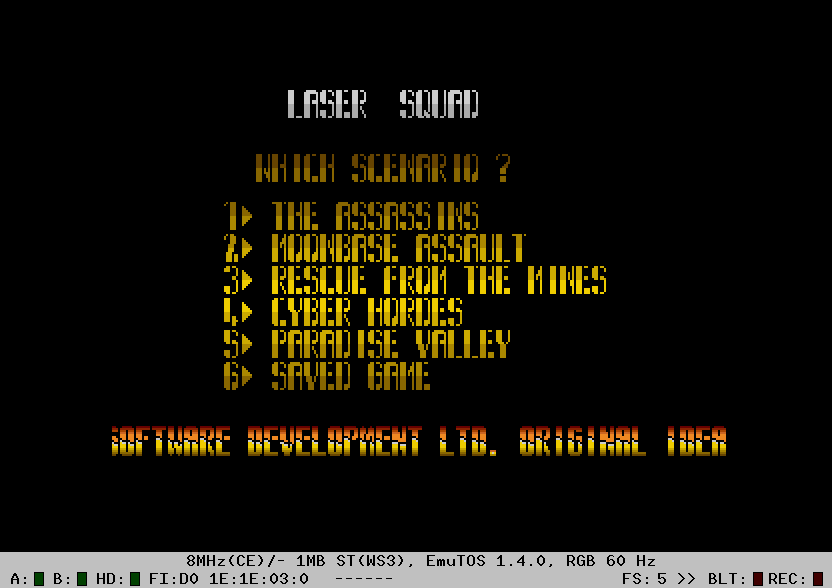 LASER SQUAD
WHICH SCENARIO ?
1> THE ASSASSINS
2> MOONBASE ASSAULT
3> RESCUE FROM THE MINES
4> CYBER HORDES
5> PARADISE VALLEY
6> SAVED GAME
SOFTWARE DEVELOPMENT LTD. ORIGINAL IDEA
8MHz(CE)/- 1MB ST(WS3), EmuTOS 1.4.0, RGB 60 Hz
A: B: HD: FI:D0 1E:1E:03:0 ------ FS: 5 >> BLT: REC: